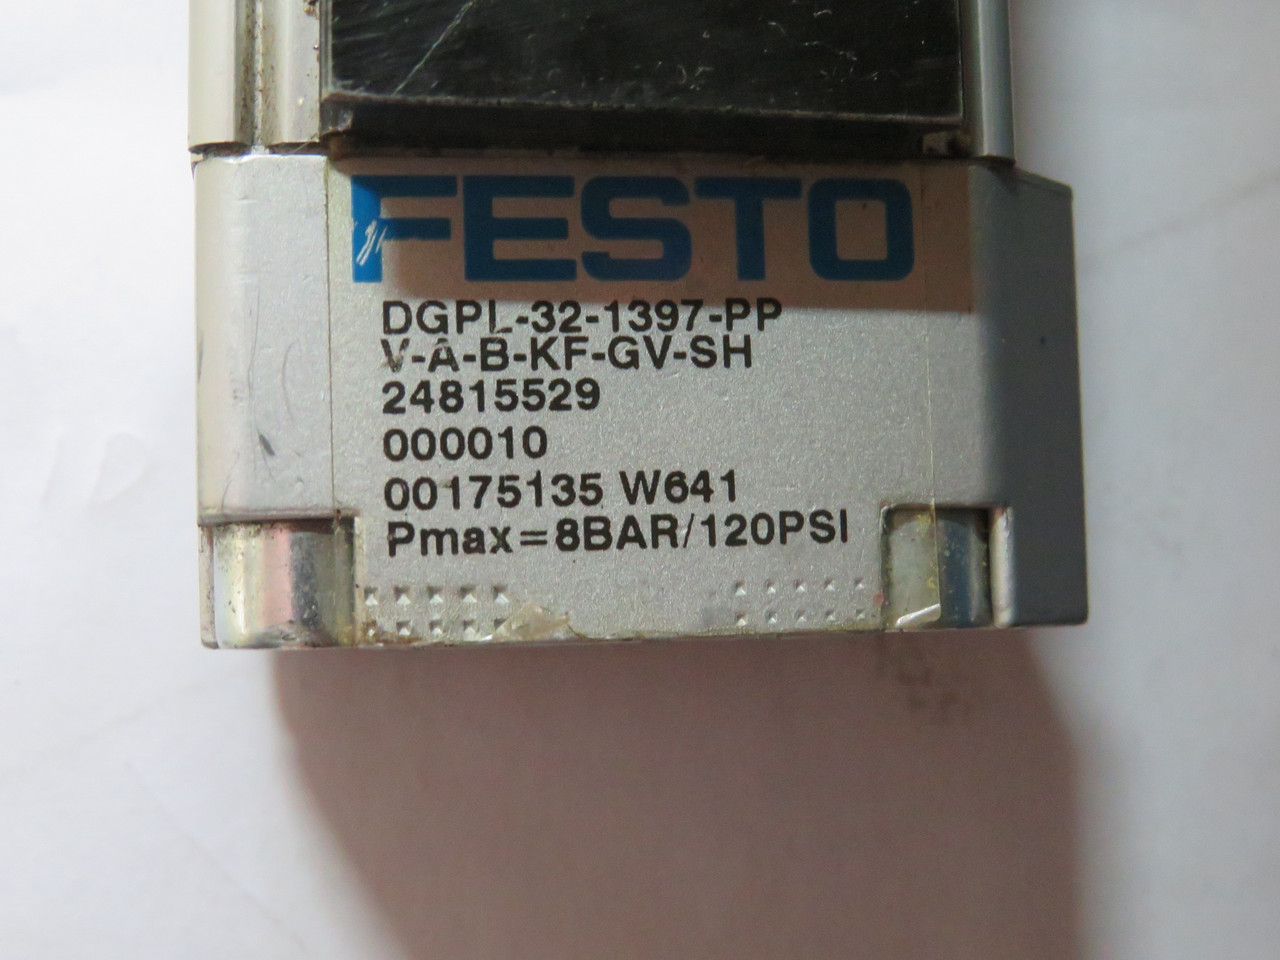 FESTO
DGPL-32-1397-PP
V-A-B-KF-GV-SH
24815529
000010
00175135 W641
Pmax=8BAR/120PSI